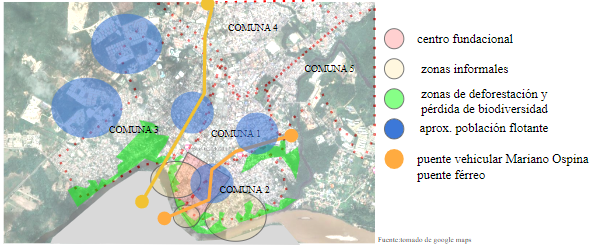 COMUNA 4
COMUNA 5
COMUNA 3
COMUNA 1
COMUNA 2
centro fundacional
zonas informales
zonas de deforestación y
pérdida de biodiversidad
aprox. población flotante
puente vehicular Mariano Ospina
puente férreo
Fuente:tomado de google maps